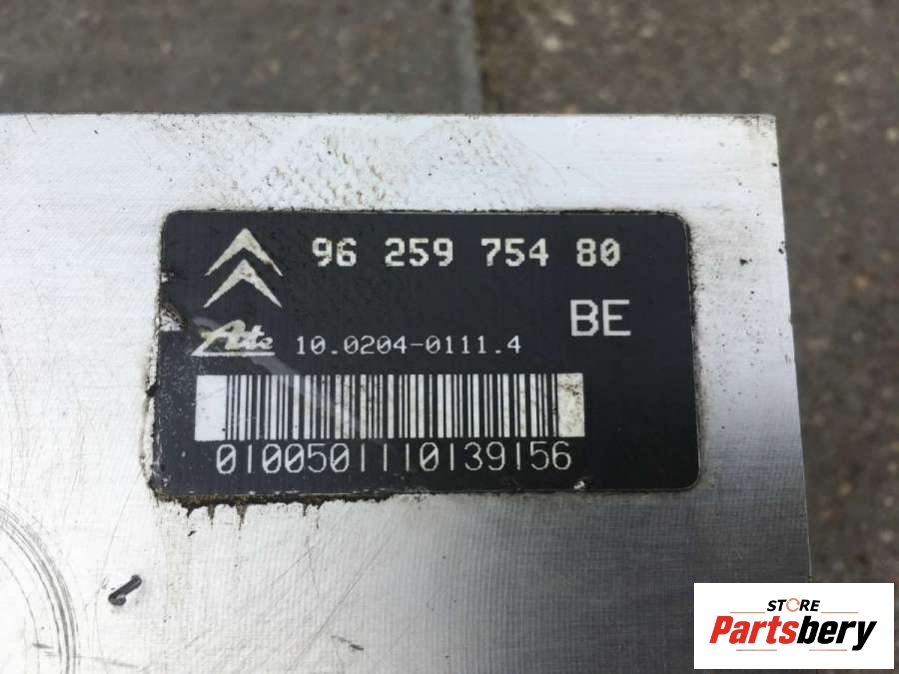 96 259 754 80
BE
Ate 10.0204-0111.4
0100501110139156
STORE
Partsbery